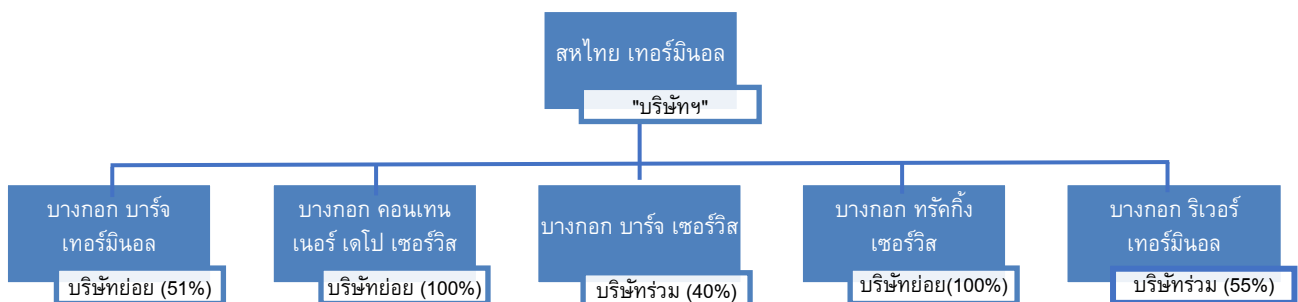 สหไทย เทอร์มินอล
"บริษัทฯ"
บางกอก บาร์จ
เทอร์มินอล
บริษัทย่อย (51%)
บางกอก คอนเทน
เนอร์ เดโป เซอร์วิส
บริษัทย่อย (100%)
บางกอก บาร์จ เซอร์วิส
บริษัทร่วม (40%)
บางกอก ทรัคกิ้ง
เซอร์วิส
บริษัทย่อย(100%)
บางกอก ริเวอร์
เทอร์มินอล
บริษัทร่วม (55%)